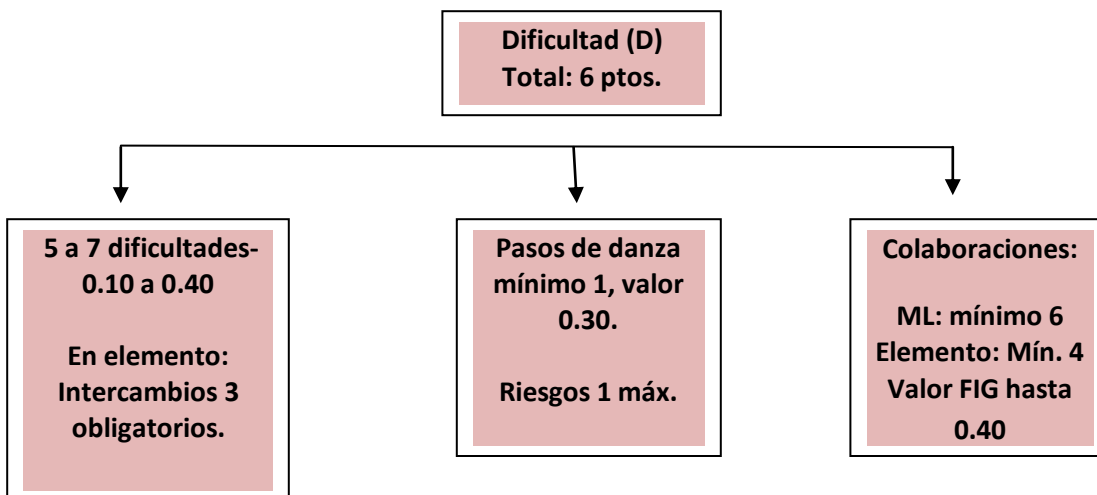 Dificultad (D)
Total: 6 ptos.
5 a 7 dificultades-
0.10 a 0.40
En elemento:
Intercambios 3
obligatorios.
Pasos de danza
mínimo 1, valor
0.30.
Riesgos 1 máx.
Colaboraciones:
ML: mínimo 6
Elemento: Mín. 4
Valor FIG hasta
0.40